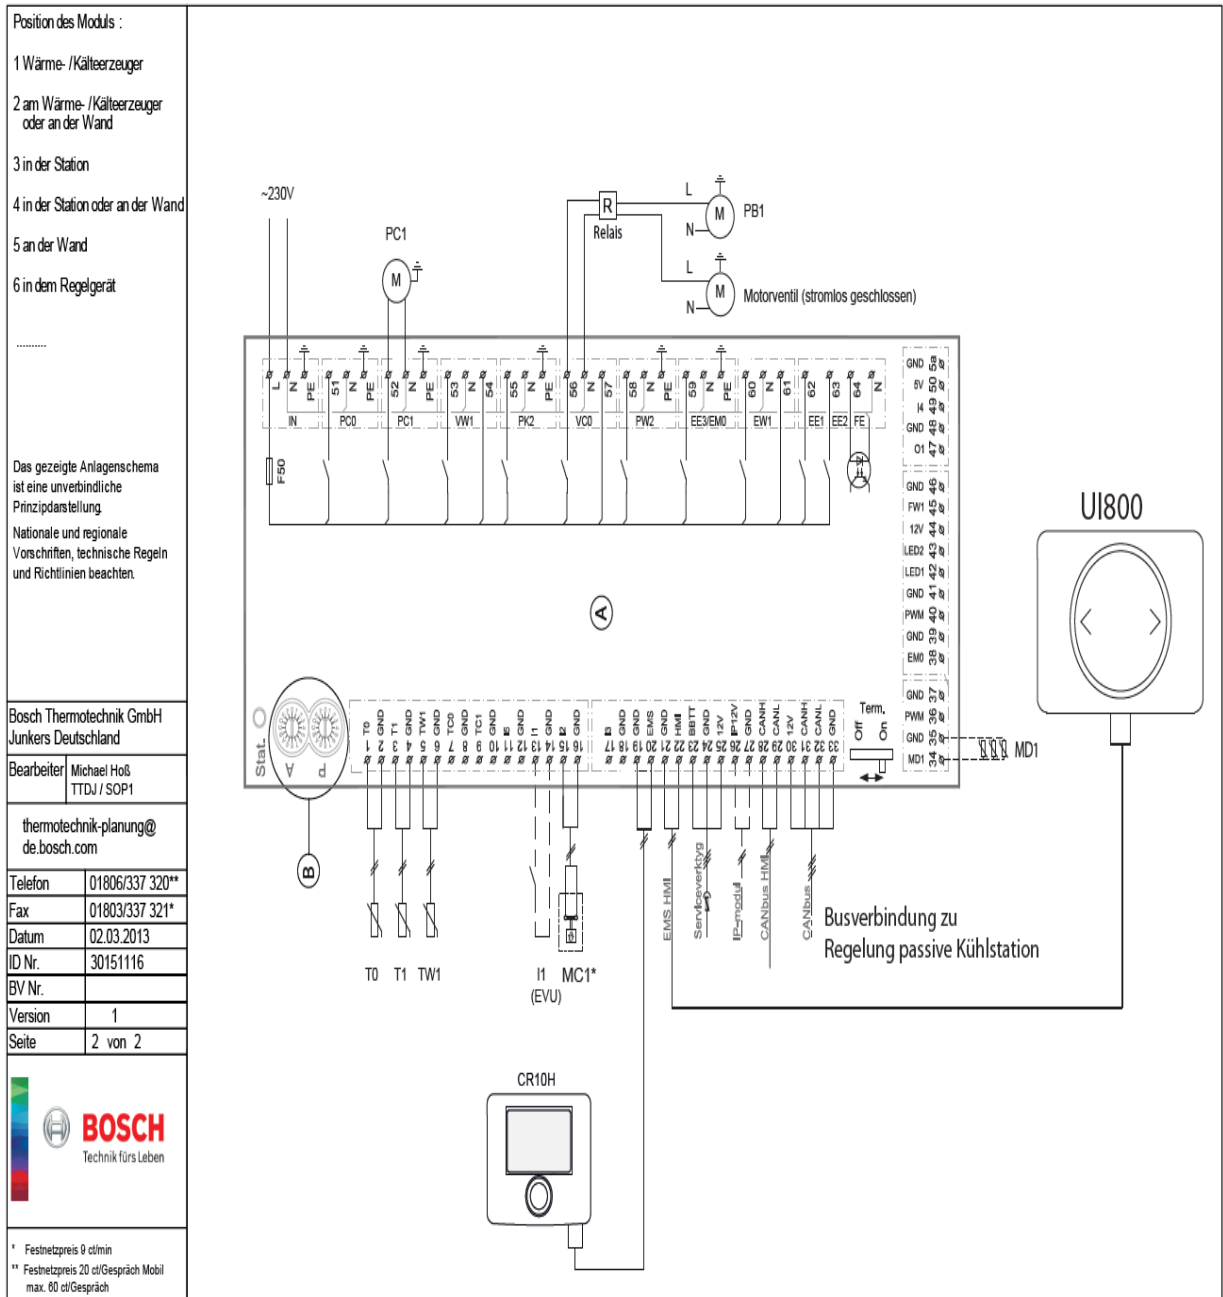 Position des Moduls :
1 Wärme- /Kälteerzeuger
2 am Wärme- /Kälteerzeuger
oder an der Wand
3 in der Station
4 in der Station oder an der Wand
5 an der Wand
6 in dem Regelgerät
..........
Das gezeigte Anlagenschema
ist eine unverbindliche
Prinzipdarstellung.
Nationale und regionale
Vorschriften, technische Regeln
und Richtlinien beachten.
Bosch Thermotechnik GmbH
Junkers Deutschland
Bearbeiter Michael Hoß
TTDJ / SOP1
thermotechnik-planung@
de.bosch.com
Telefon 01806/337 320**
Fax 01803/337 321*
Datum 02.03.2013
ID Nr. 30151116
BV Nr.
Version 1
Seite 2 von 2
BOSCH
Technik fürs Leben
* Festnetzpreis 9 ct/min
** Festnetzpreis 20 ct/Gespräch Mobil
max. 60 ct/Gespräch
~230V
PC1
M
R
Relais
L
N
M
PB1
L
N
M
Motorventil (stromlos geschlossen)
L N PE 51 N PE 52 N PE 53 N 54 55 N PE 56 N 57 58 N PE 59 N PE 60 N 61 62 63 64 N
IN PC0 PC1 VW1 PK2 VC0 PW2 EE3/EM0 EW1 EE1 EE2 FE
F50
A
GND 5a
5V 50
I4 49
GND 48
O1 47
GND 46
FW1 45
12V 44
LED2 43
LED1 42
GND 41
PWM 40
GND 39
EM0 38
GND 37
PWM 36
GND 35
MD1 34
MD1
UI800
Stat.
A P
B
T0 GND T1 GND TW1 GND TC0 GND TC1 GND I5 GND I1 GND I2 GND
1 2 3 4 5 6 7 8 9 10 11 12 13 14 15 16
I3 GND GND EMS GND HMI BBTT GND 12V IP12V GND CANH CANL 12V CANH CANL GND
17 18 19 20 21 22 23 24 25 26 27 28 29 30 31 32 33
Term.
Off On
T0 T1 TW1
I1
(EVU)
MC1*
EMS HMI
Serviceverktyg
IP-modul
CANbus HMI
CANbus
Busverbindung zu
Regelung passive Kühlstation
CR10H